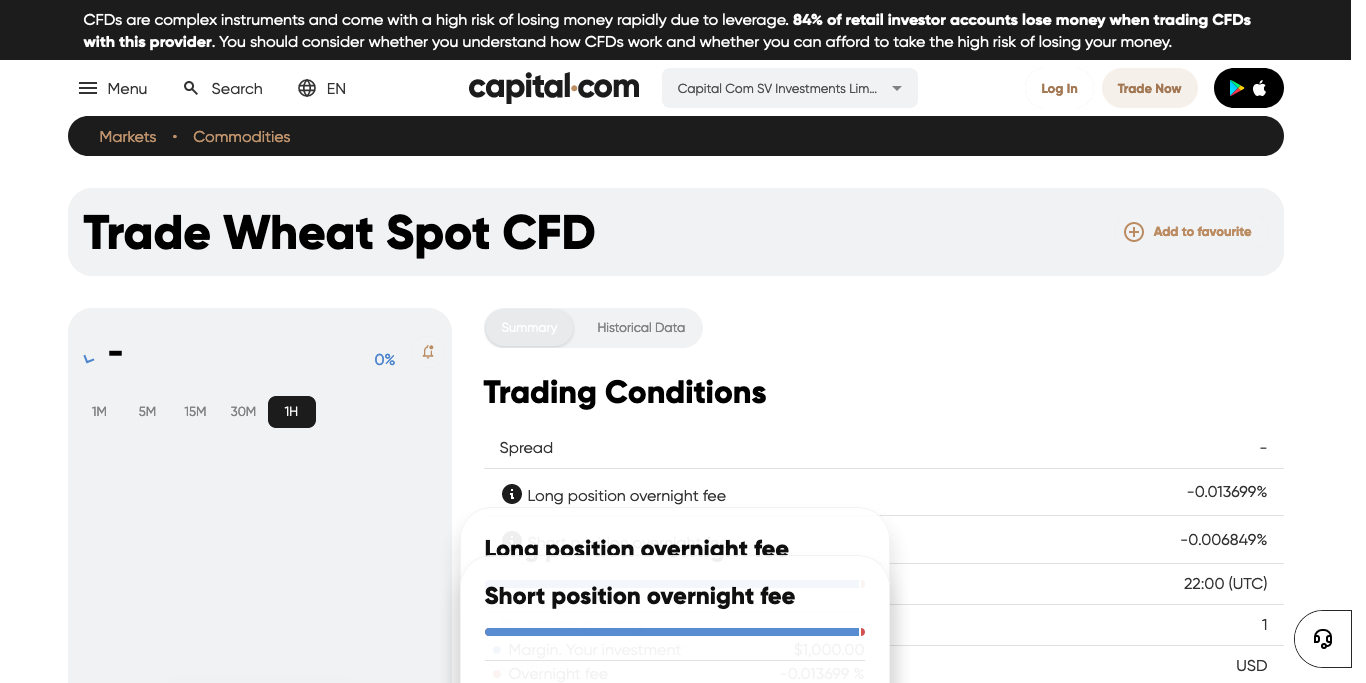 CFDs are complex instruments and come with a high risk of losing money rapidly due to leverage. 84% of retail investor accounts lose money when trading CFDs
with this provider. You should consider whether you understand how CFDs work and whether you can afford to take the high risk of losing your money.
Menu
Search
EN
capital.com
Capital Com SV Investments Lim...
Log In
Trade Now
Markets • Commodities
Trade Wheat Spot CFD
Add to favourite
-
0%
1M 5M 15M 30M 1H
Summary
Historical Data
Trading Conditions
Spread -
Long position overnight fee -0.013699%
-0.006849%
22:00 (UTC)
1
USD
Long position overnight fee
Short position overnight fee
Margin. Your investment $1,000.00
Overnight fee -0.013699 %